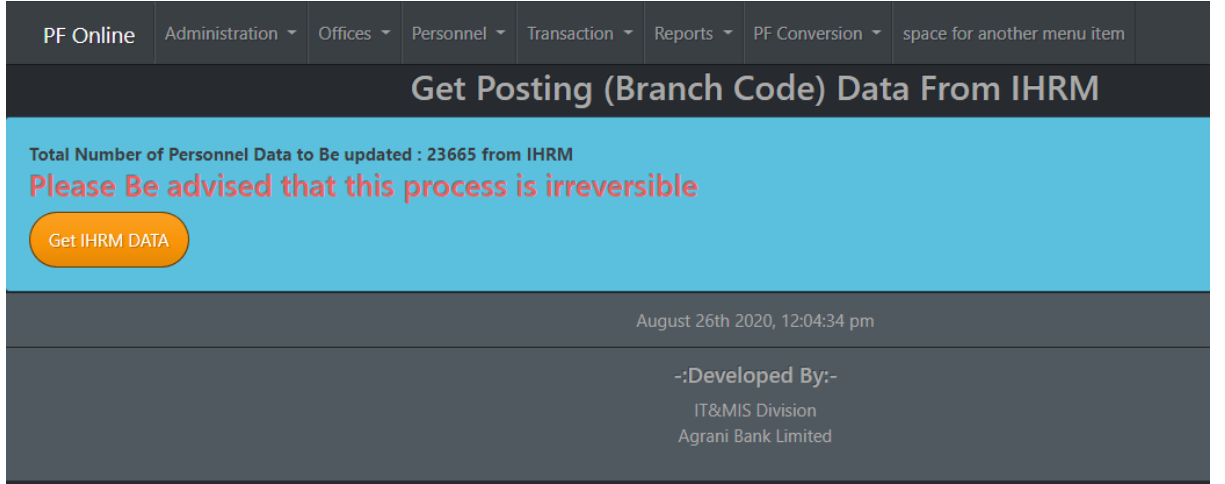 PF Online Administration Offices Personnel Transaction Reports PF Conversion space for another menu item
Get Posting (Branch Code) Data From IHRM
Total Number of Personnel Data to Be updated : 23665 from IHRM
Please Be advised that this process is irreversible
Get IHRM DATA
August 26th 2020, 12:04:34 pm
-:Developed By:-
IT&MIS Division
Agrani Bank Limited